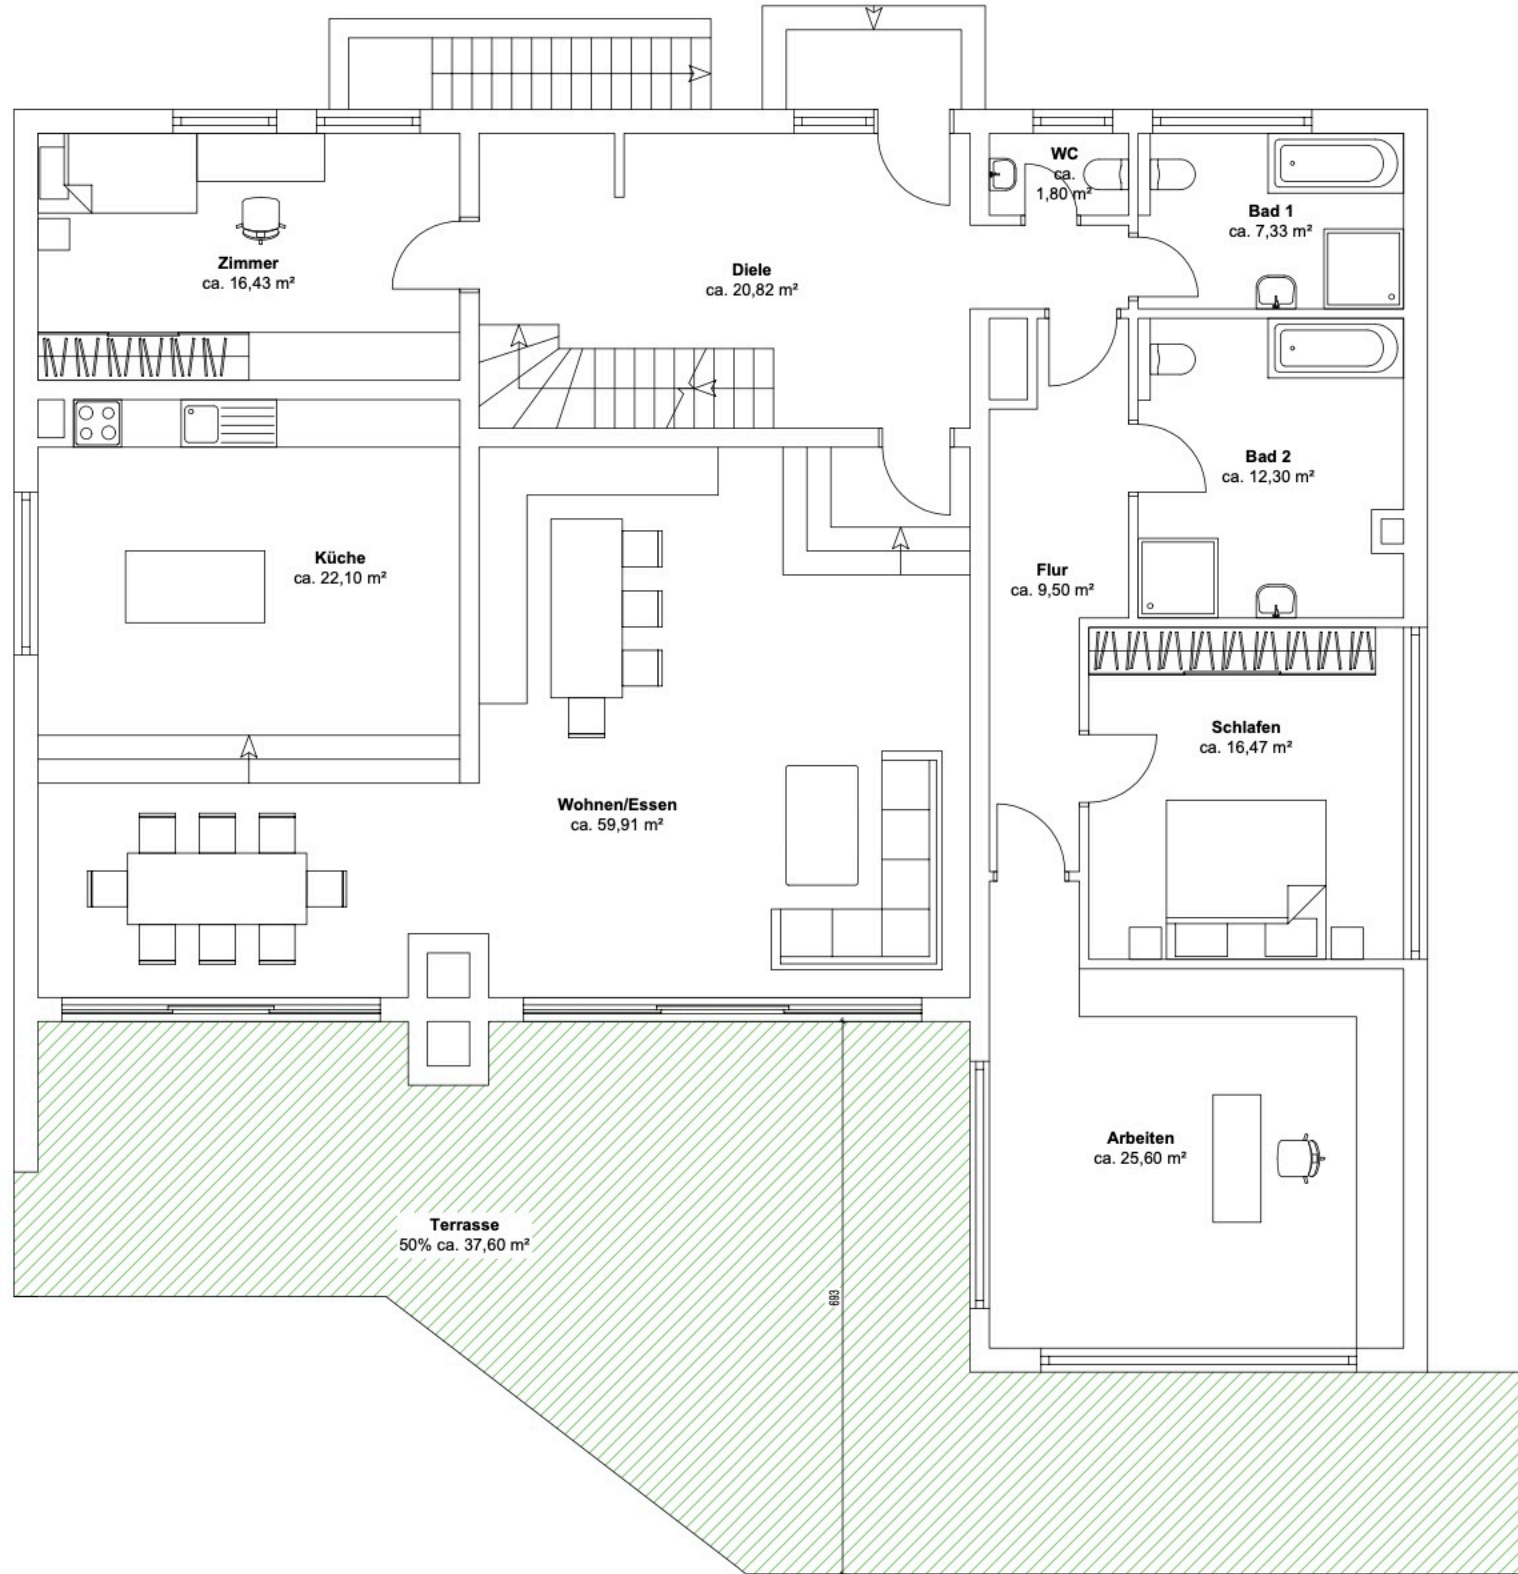 WC
ca.
1,80 m²
Bad 1
ca. 7,33 m²
Zimmer
ca. 16,43 m²
Diele
ca. 20,82 m²
Bad 2
ca. 12,30 m²
Küche
ca. 22,10 m²
Flur
ca. 9,50 m²
Schlafen
ca. 16,47 m²
Wohnen/Essen
ca. 59,91 m²
Arbeiten
ca. 25,60 m²
Terrasse
50% ca. 37,60 m²
693